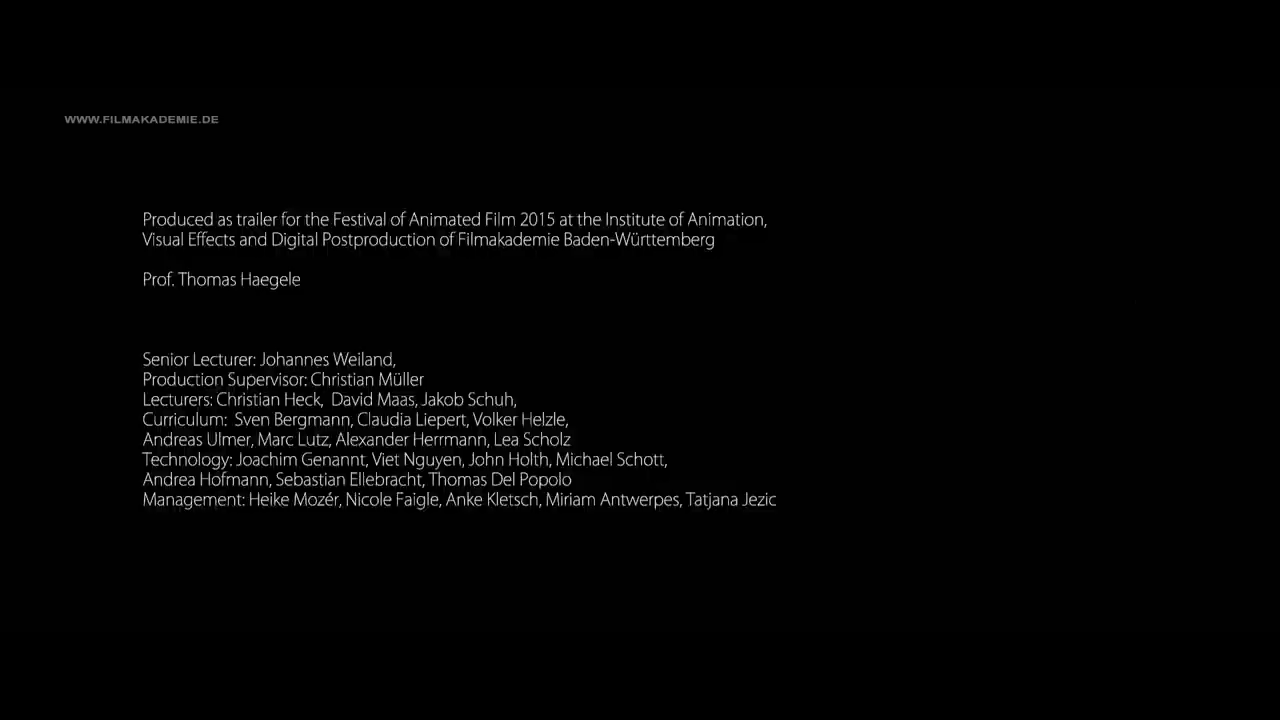 WWW.FILMAKADEMIE.DE
Produced as trailer for the Festival of Animated Film 2015 at the Institute of Animation,
Visual Effects and Digital Postproduction of Filmakademie Baden-Württemberg
Prof. Thomas Haegele
Senior Lecturer: Johannes Weiland,
Production Supervisor: Christian Müller
Lecturers: Christian Heck,  David Maas, Jakob Schuh,
Curriculum:  Sven Bergmann, Claudia Liepert, Volker Helzle,
Andreas Ulmer, Marc Lutz, Alexander Herrmann, Lea Scholz
Technology: Joachim Genannt, Viet Nguyen, John Holth, Michael Schott,
Andrea Hofmann, Sebastian Ellebracht, Thomas Del Popolo
Management: Heike Mozér, Nicole Faigle, Anke Kletsch, Miriam Antwerpes, Tatjana Jezic